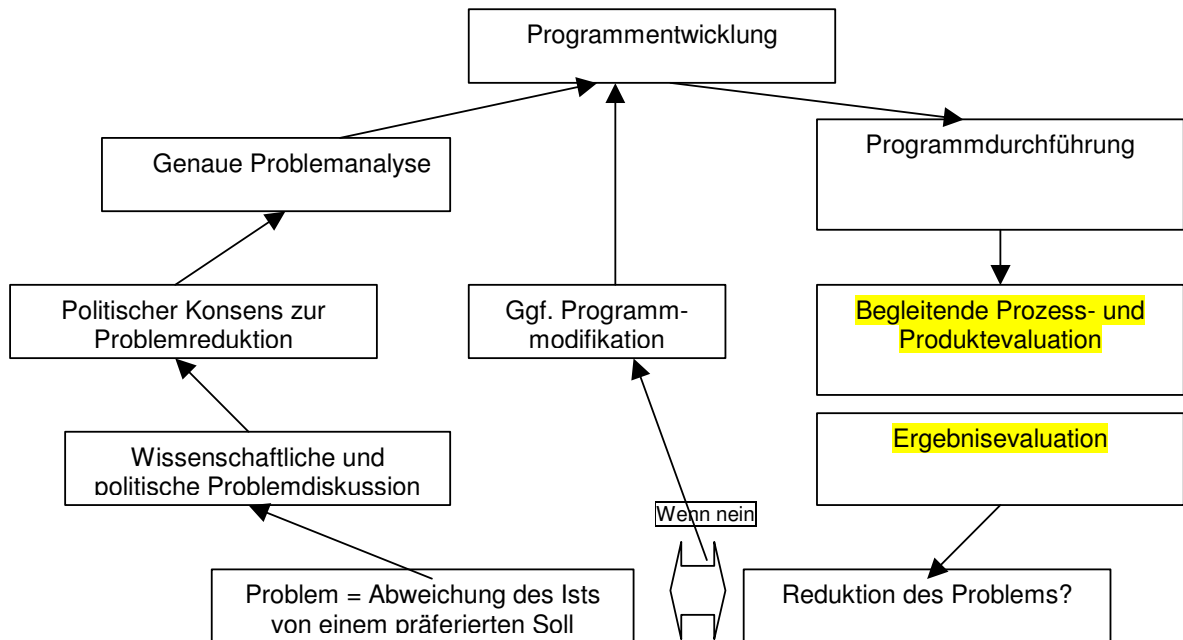 Programmentwicklung
Programmdurchführung
Genaue Problemanalyse
Politischer Konsens zur
Problemreduktion
Ggf. Programm-
modifikation
Begleitende Prozess- und
Produktevaluation
Ergebnisevaluation
Wissenschaftliche und
politische Problemdiskussion
Wenn nein
Problem = Abweichung des Ists
von einem präferierten Soll
Reduktion des Problems?